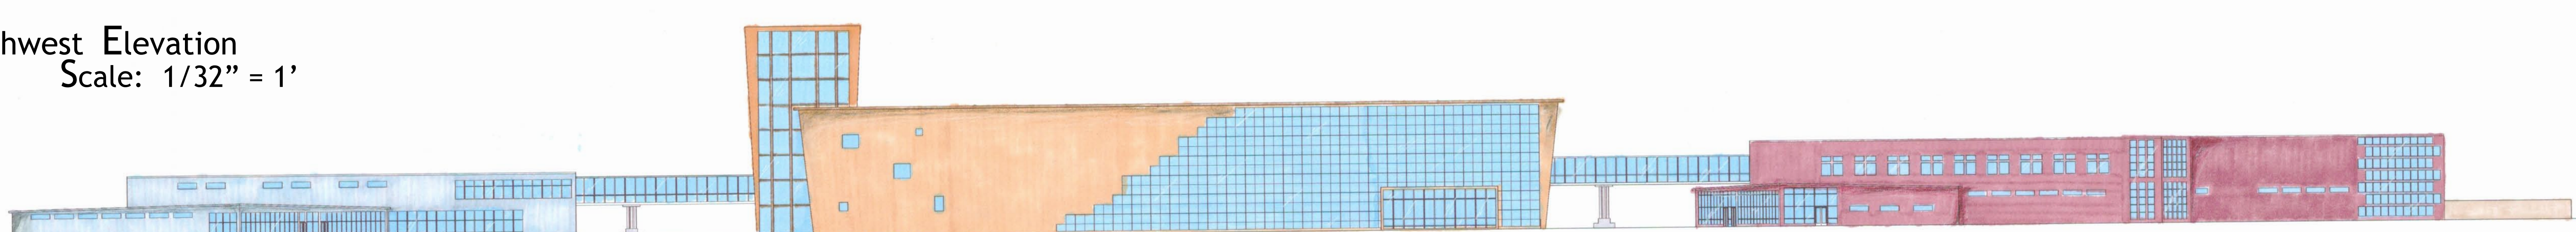 hwest Elevation
Scale: 1/32” = 1’